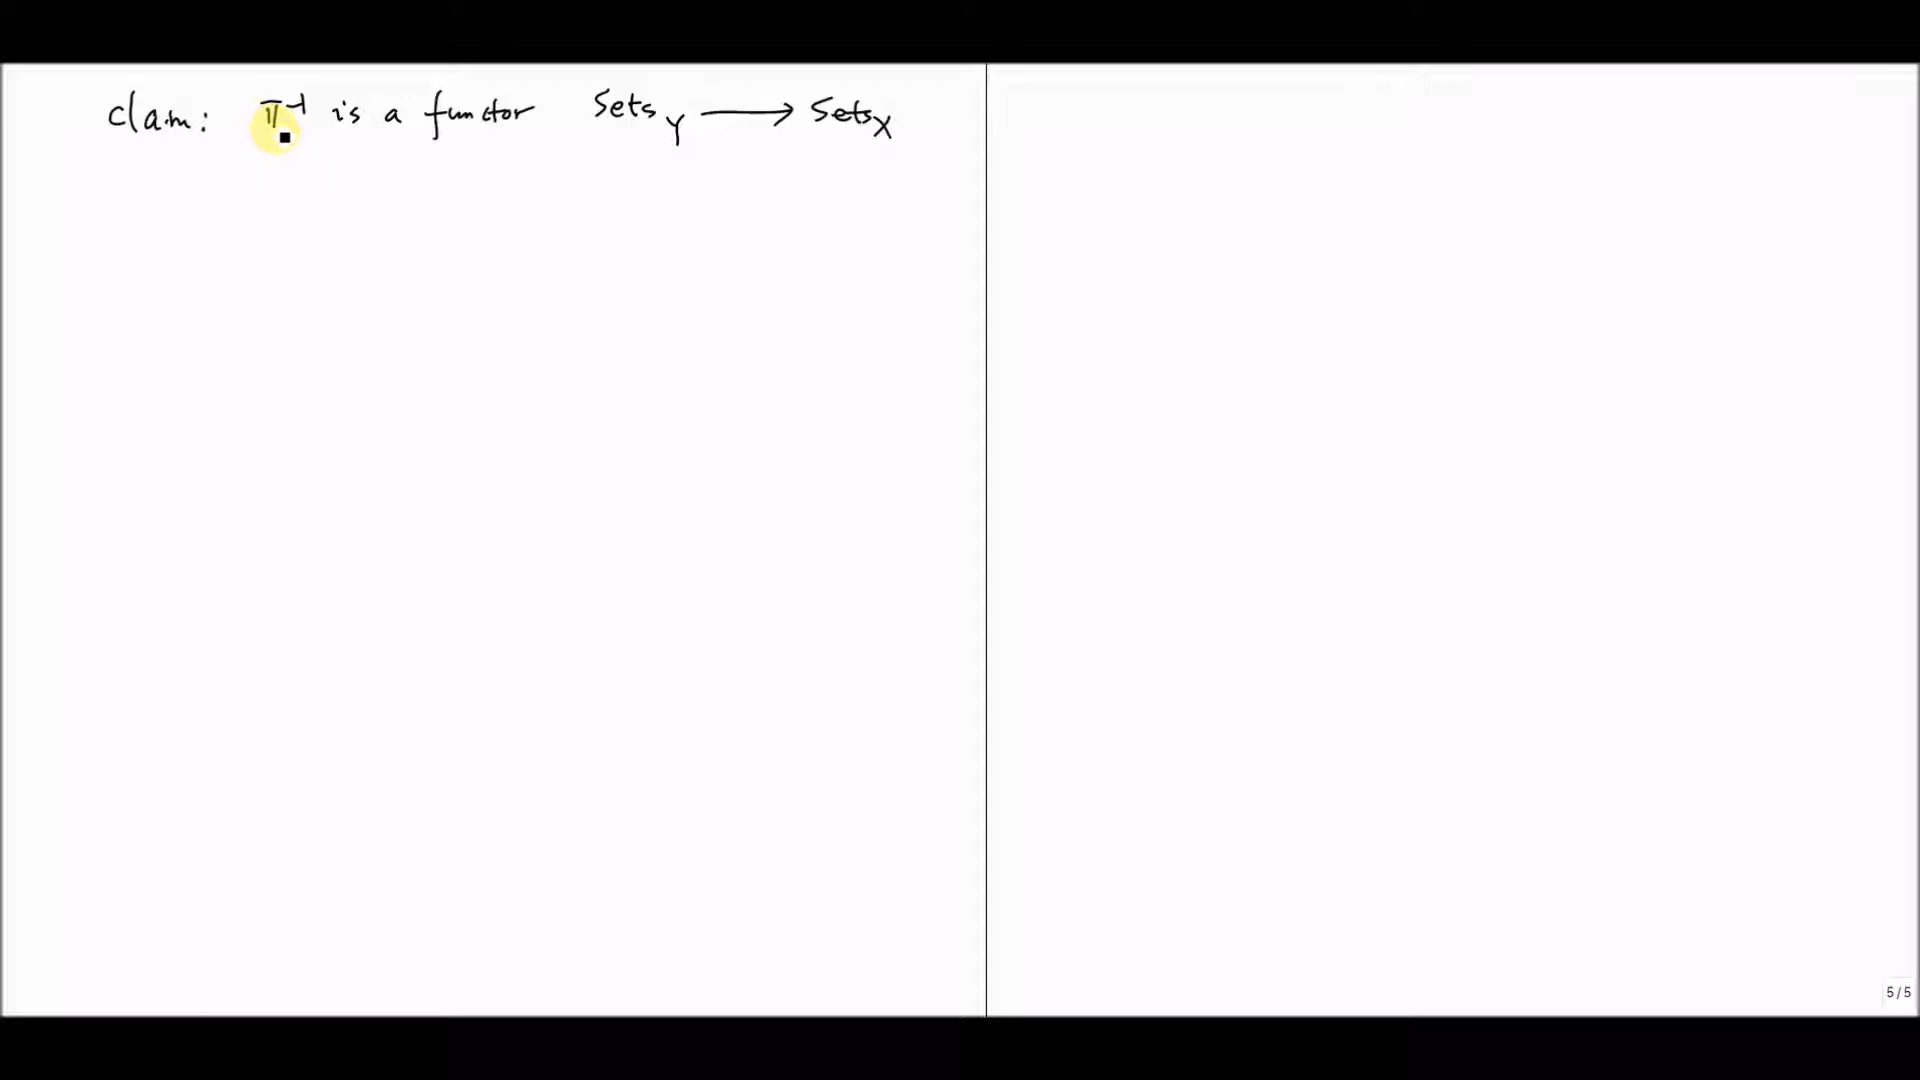 clam: π⁻¹ is a functor Sets_Y ⟶ Sets_X
5/5